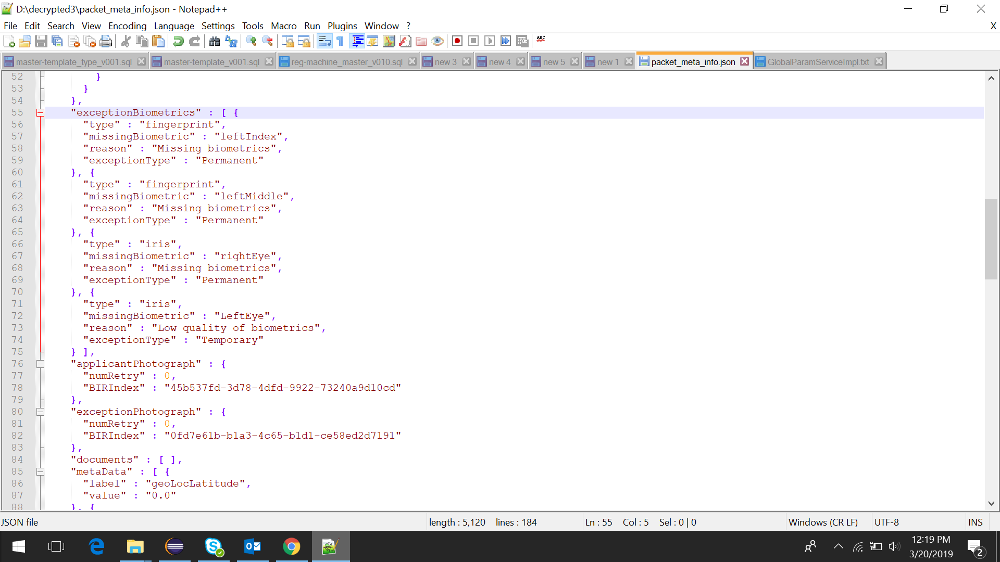 D:\decrypted3\packet_meta_info.json - Notepad++
File Edit Search View Encoding Language Settings Tools Macro Run Plugins Window ? X
ABC
master-template_type_v001.sql master-template_v001.sql reg-machine_master_v010.sql new 3 new 4 new 5 new 1 packet_meta_info.json GlobalParamServiceImpl.txt
52 }
53 }
54 },
55 "exceptionBiometrics" : [ {
56 "type" : "fingerprint",
57 "missingBiometric" : "leftIndex",
58 "reason" : "Missing biometrics",
59 "exceptionType" : "Permanent"
60 }, {
61 "type" : "fingerprint",
62 "missingBiometric" : "leftMiddle",
63 "reason" : "Missing biometrics",
64 "exceptionType" : "Permanent"
65 }, {
66 "type" : "iris",
67 "missingBiometric" : "rightEye",
68 "reason" : "Missing biometrics",
69 "exceptionType" : "Permanent"
70 }, {
71 "type" : "iris",
72 "missingBiometric" : "LeftEye",
73 "reason" : "Low quality of biometrics",
74 "exceptionType" : "Temporary"
75 } ],
76 "applicantPhotograph" : {
77 "numRetry" : 0,
78 "BIRIndex" : "45b537fd-3d78-4dfd-9922-73240a9d10cd"
79 },
80 "exceptionPhotograph" : {
81 "numRetry" : 0,
82 "BIRIndex" : "0fd7e61b-b1a3-4c65-b1d1-ce58ed2d7191"
83 },
84 "documents" : [ ],
85 "metaData" : [ {
86 "label" : "geoLocLatitude",
87 "value" : "0.0"
88 }, {
JSON file length : 5,120 lines : 184 Ln : 55 Col : 5 Sel : 0 | 0 Windows (CR LF) UTF-8 INS
12:19 PM
3/20/2019
2